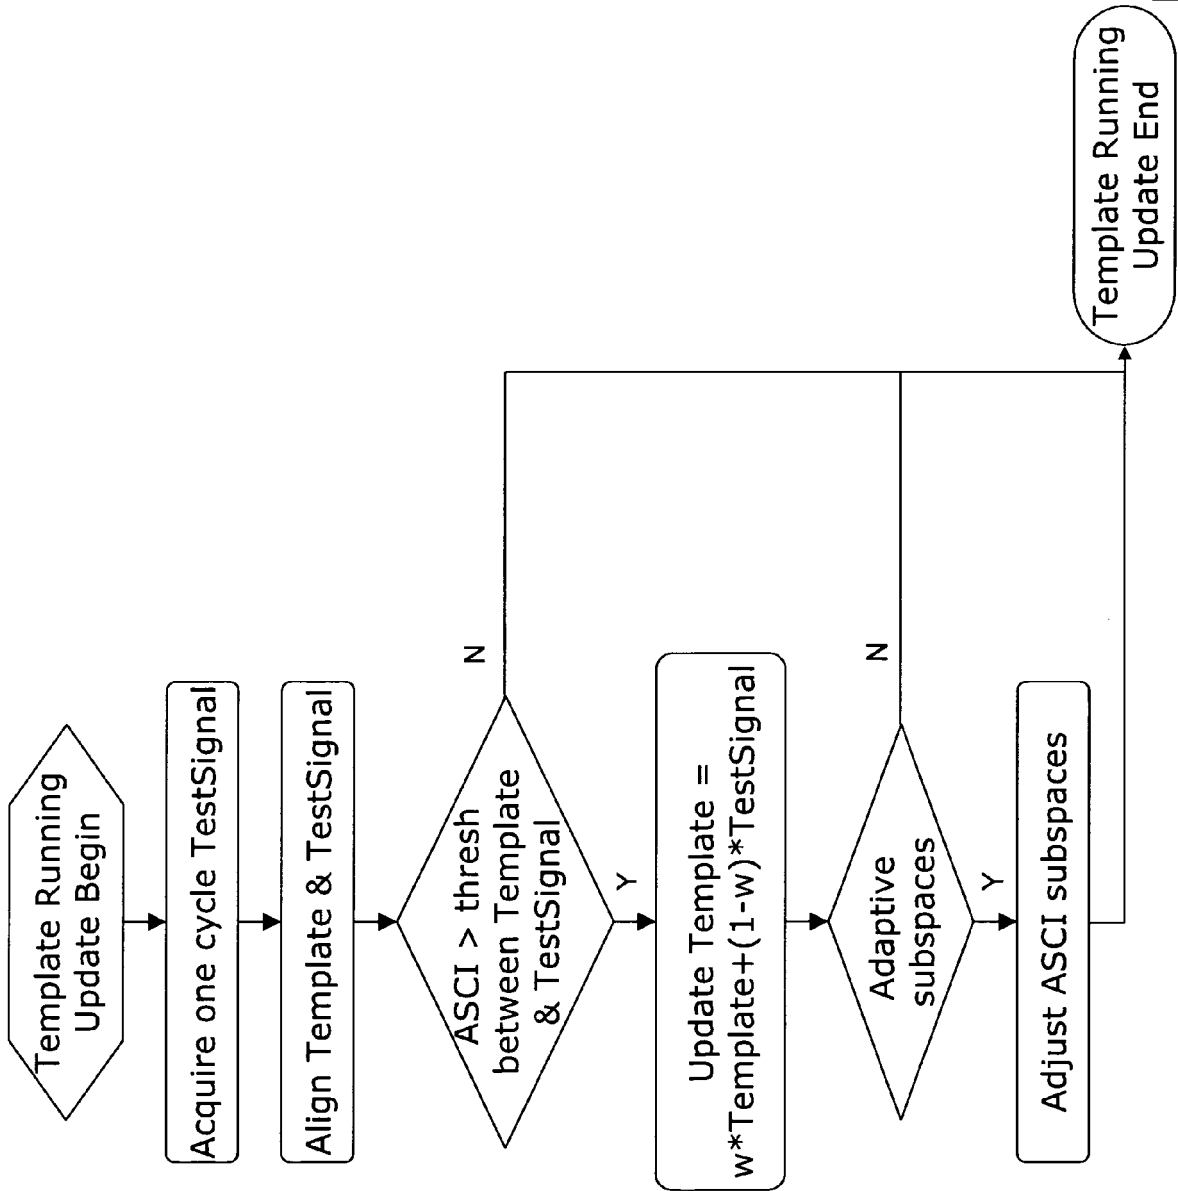 Template Running
Update Begin
Acquire one cycle TestSignal
Align Template & TestSignal
ASCI > thresh
between Template
& TestSignal
N
Y
Update Template =
w*Template+(1-w)*TestSignal
Adaptive
subspaces
N
Y
Adjust ASCI subspaces
Template Running
Update End